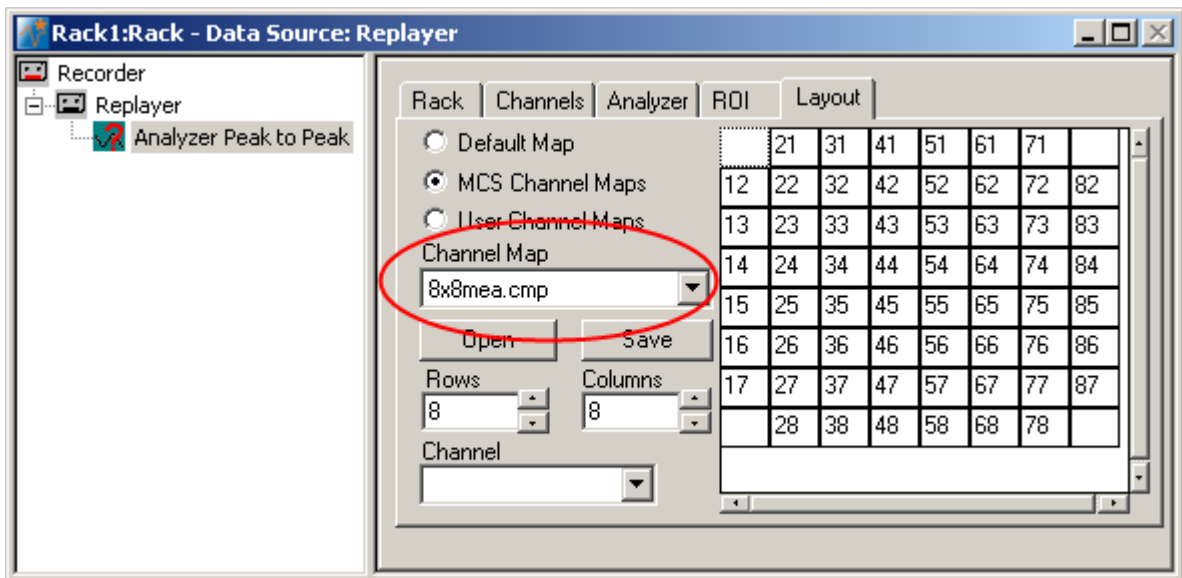 Rack1:Rack - Data Source: Replayer
Recorder
Replayer
Analyzer Peak to Peak
Rack Channels Analyzer ROI Layout
Default Map
MCS Channel Maps
User Channel Maps
Channel Map
8x8mea.cmp
Open Save
Rows Columns
8 8
Channel
21 31 41 51 61 71
12 22 32 42 52 62 72 82
13 23 33 43 53 63 73 83
14 24 34 44 54 64 74 84
15 25 35 45 55 65 75 85
16 26 36 46 56 66 76 86
17 27 37 47 57 67 77 87
28 38 48 58 68 78